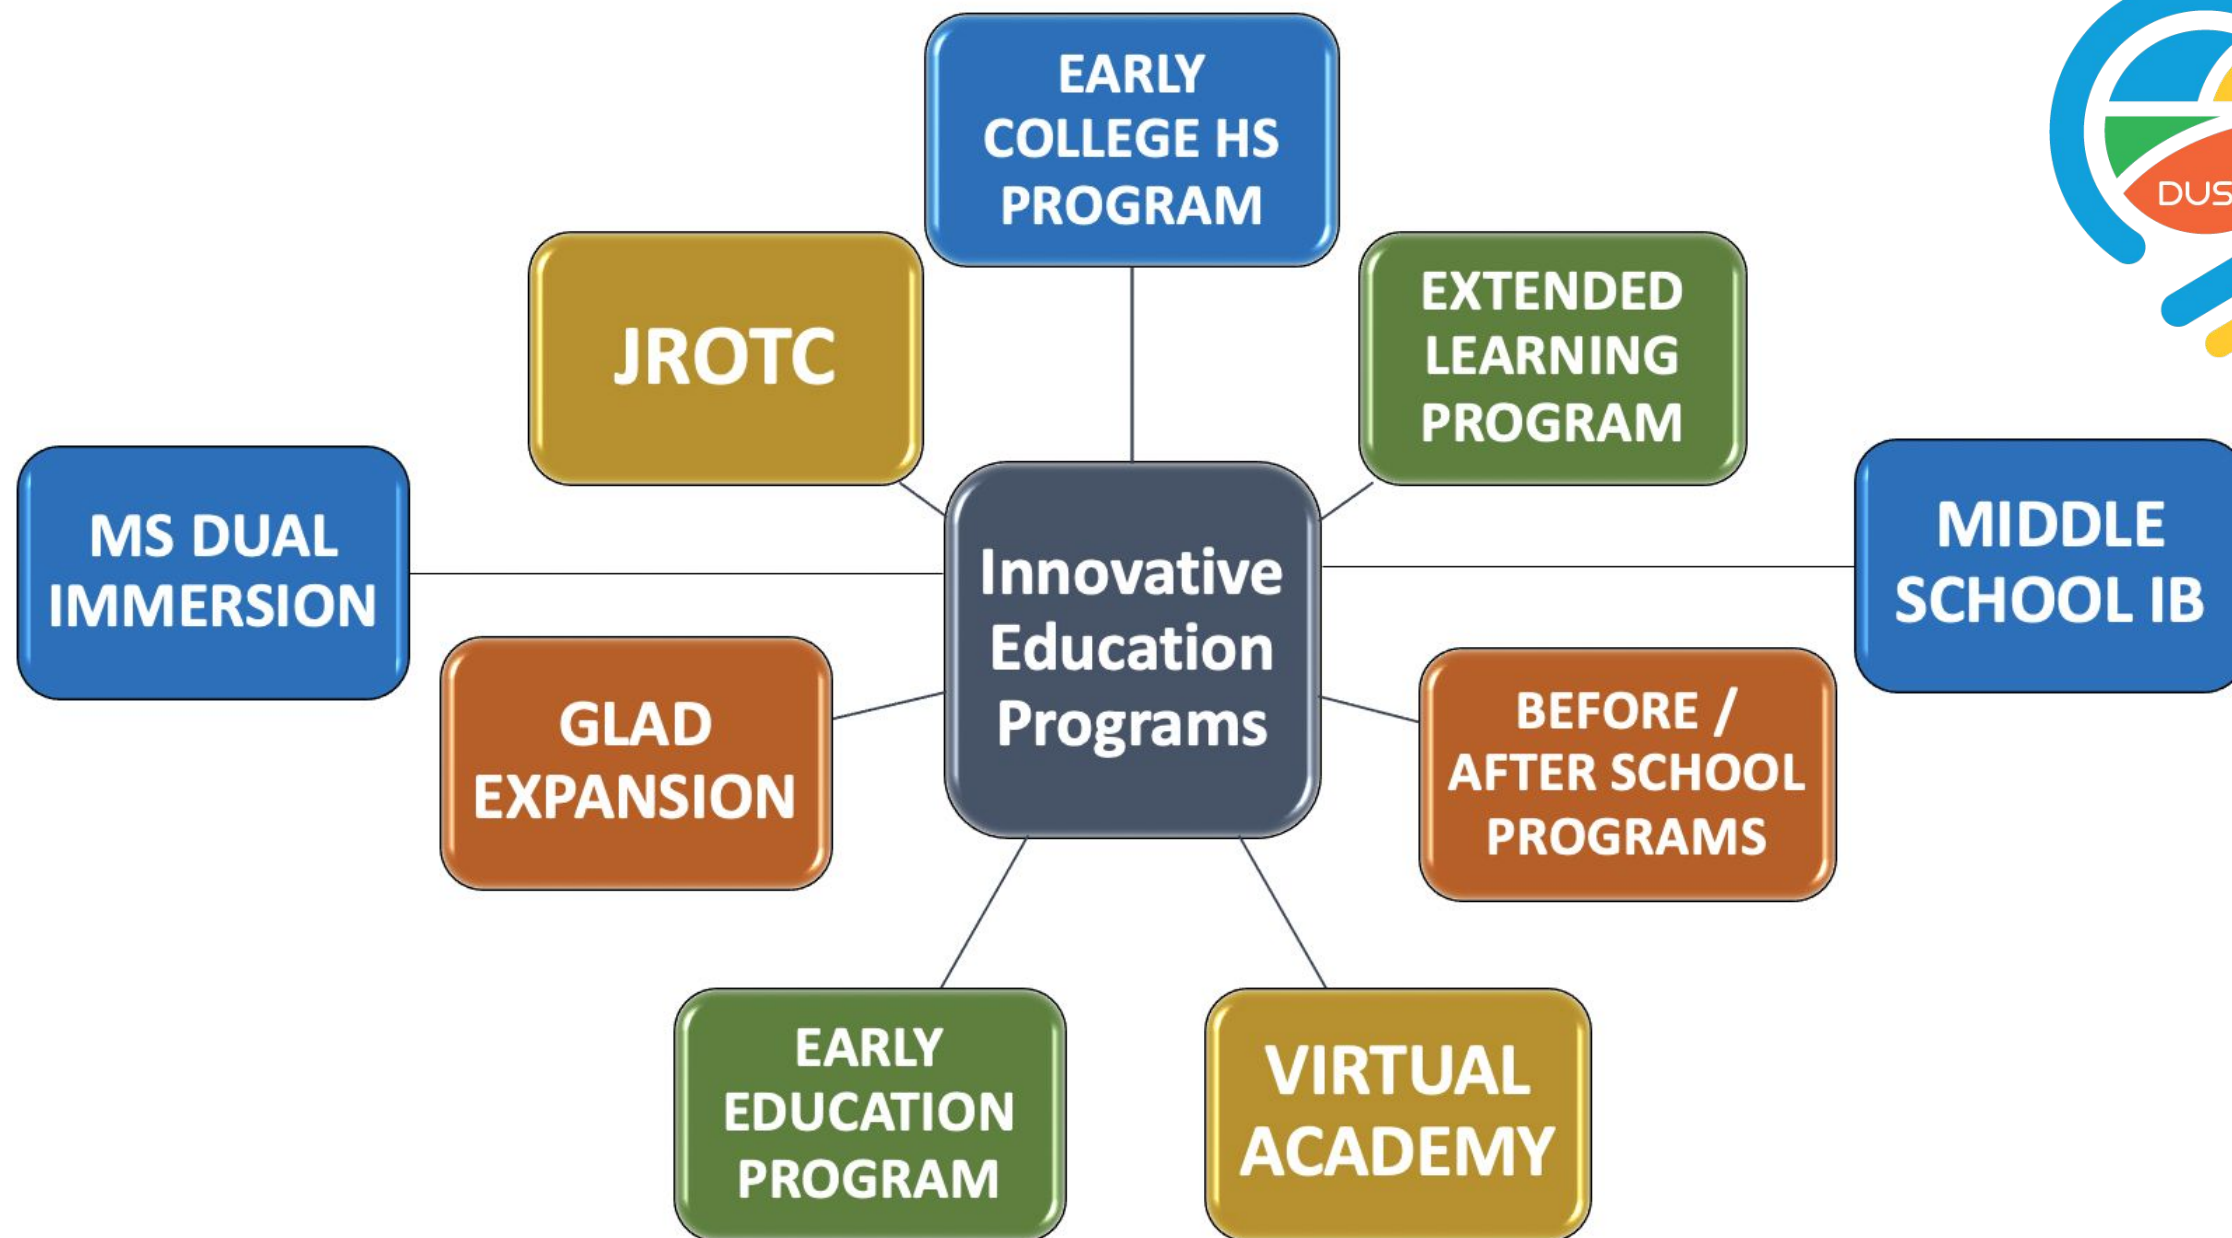 EARLY
COLLEGE HS
PROGRAM
JROTC
EXTENDED
LEARNING
PROGRAM
MS DUAL
IMMERSION
Innovative
Education
Programs
MIDDLE
SCHOOL IB
GLAD
EXPANSION
BEFORE /
AFTER SCHOOL
PROGRAMS
EARLY
EDUCATION
PROGRAM
VIRTUAL
ACADEMY